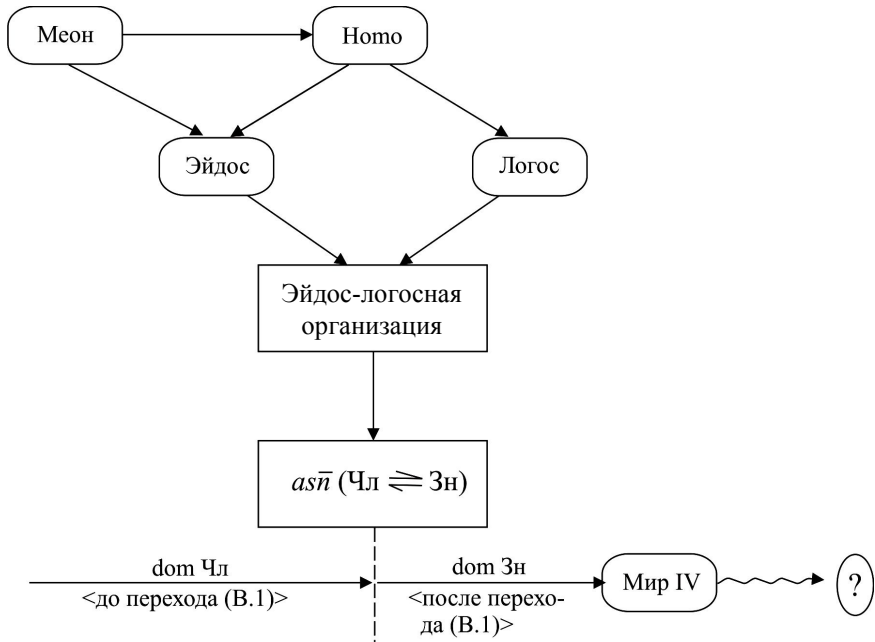 Меон
Homo
Эйдос
Логос
Эйдос-логосная
организация
asn̄ (Чл ⇌ Зн)
dom Чл
<до перехода (В.1)>
dom Зн
<после перехо-
да (В.1)>
Мир IV
?